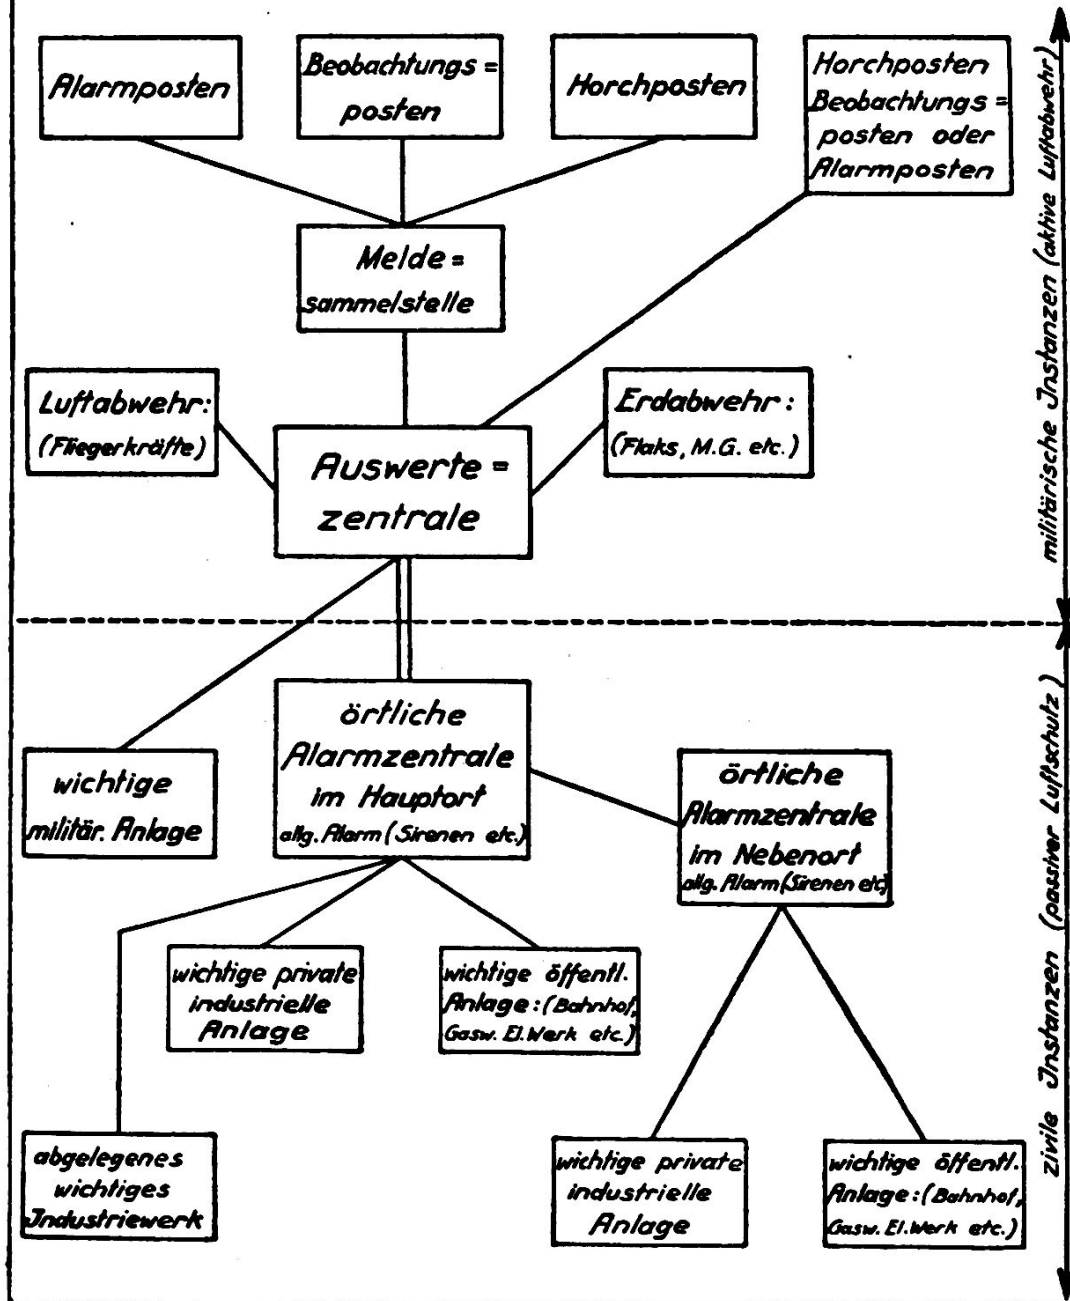 Alarmposten
Beobachtungs=
posten
Horchposten
Horchposten
Beobachtungs=
posten oder
Alarmposten
Melde=
sammelstelle
Luftabwehr:
(Fliegerkräfte)
Erdabwehr:
(Flaks, M.G. etc.)
Auswerte=
zentrale
militärische Instanzen (aktive Luftabwehr)
örtliche
Alarmzentrale
im Hauptort
allg. Alarm (Sirenen etc.)
wichtige
militär. Anlage
örtliche
Alarmzentrale
im Nebenort
allg. Alarm (Sirenen etc)
wichtige private
industrielle
Anlage
wichtige öffentl.
Anlage: (Bahnhof,
Gasw. El. Werk etc.)
abgelegenes
wichtiges
Industriewerk
wichtige private
industrielle
Anlage
wichtige öffentl.
Anlage: (Bahnhof,
Gasw. El. Werk etc.)
zivile Instanzen (passiver Luftschutz)